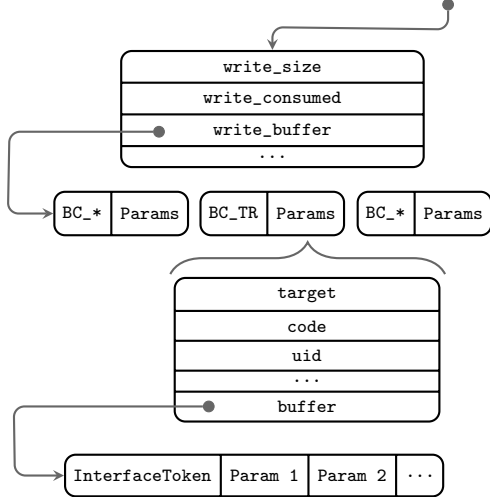 write_size
write_consumed
write_buffer
...
BC_* Params BC_TR Params BC_* Params
target
code
uid
...
buffer
InterfaceToken Param 1 Param 2 ...